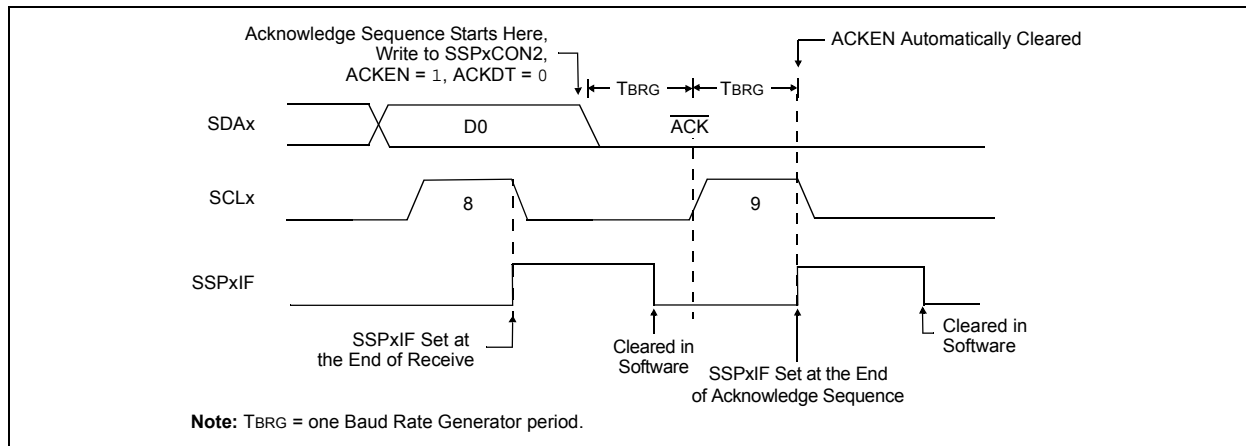 Acknowledge Sequence Starts Here,
Write to SSPxCON2,
ACKEN = 1, ACKDT = 0
ACKEN Automatically Cleared
TBRG
TBRG
SDAx
D0
ACK
SCLx
8
9
SSPxIF
SSPxIF Set at
the End of Receive
Cleared in
Software
SSPxIF Set at the End
of Acknowledge Sequence
Cleared in
Software
Note: TBRG = one Baud Rate Generator period.